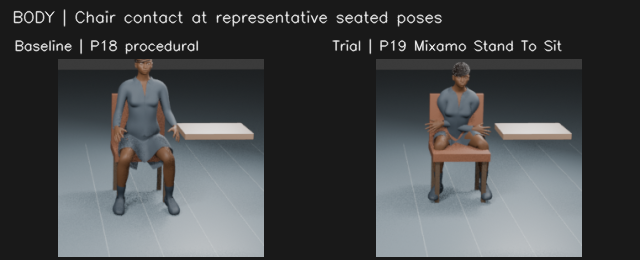 BODY | Chair contact at representative seated poses
Baseline | P18 procedural
Trial | P19 Mixamo Stand To Sit